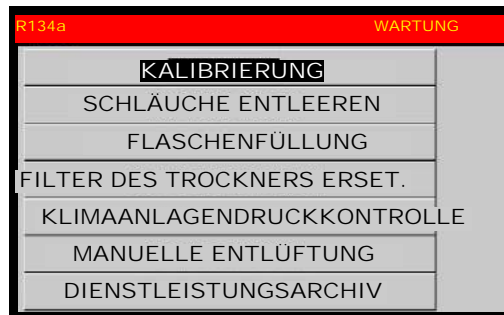 R134a WARTUNG
KALIBRIERUNG
SCHLÄUCHE ENTLEEREN
FLASCHENFÜLLUNG
FILTER DES TROCKNERS ERSET.
KLIMAANLAGENDRUCKKONTROLLE
MANUELLE ENTLÜFTUNG
DIENSTLEISTUNGSARCHIV